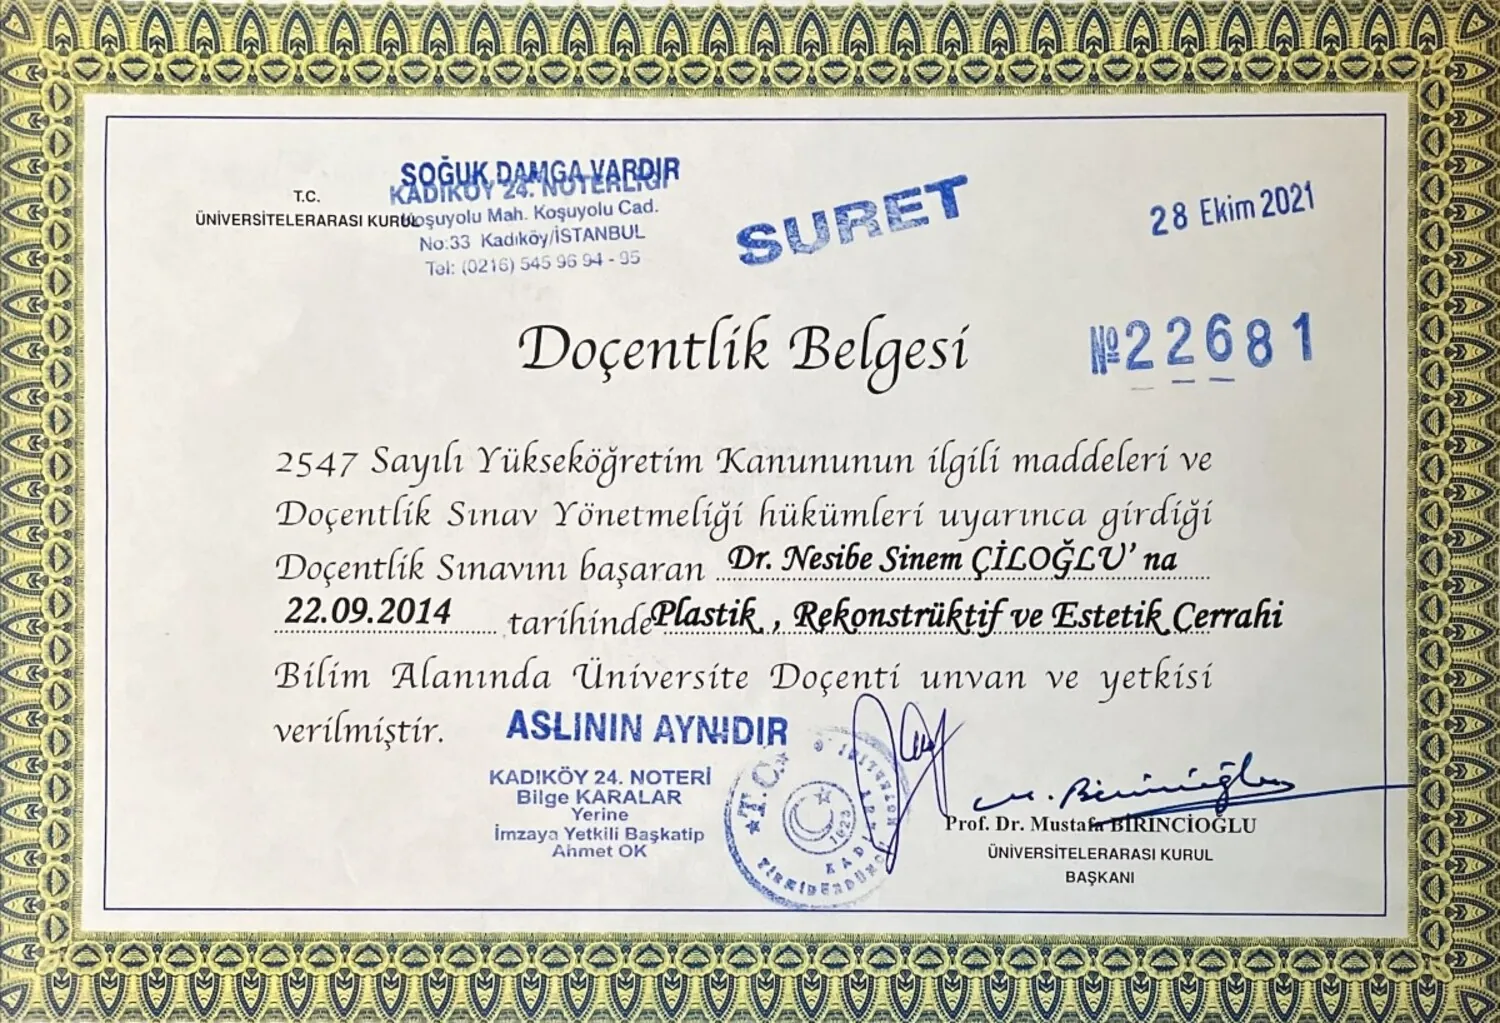 T.C.
ÜNİVERSİTELERARASI KURUL
SOĞUK DAMGA VARDIR
KADIKÖY 24. NOTERLİĞİ
Koşuyolu Mah. Koşuyolu Cad.
No:33 Kadıköy/İSTANBUL
Tel: (0216) 545 96 94 - 95
SURET
28 Ekim 2021
Doçentlik Belgesi
№22681
2547 Sayılı Yükseköğretim Kanununun ilgili maddeleri ve
Doçentlik Sınav Yönetmeliği hükümleri uyarınca girdiği
Doçentlik Sınavını başaran Dr. Nesibe Sinem ÇİLOĞLU' na
22.09.2014 tarihinde Plastik , Rekonstrüktif ve Estetik Cerrahi
Bilim Alanında Üniversite Doçenti unvan ve yetkisi
verilmiştir.
ASLININ AYNIDIR
KADIKÖY 24. NOTERİ
Bilge KARALAR
Yerine
İmzaya Yetkili Başkatip
Ahmet OK
T.C.
1923
M. Birincioğlu
Prof. Dr. Mustafa BİRİNCİOĞLU
ÜNİVERSİTELERARASI KURUL
BAŞKANI